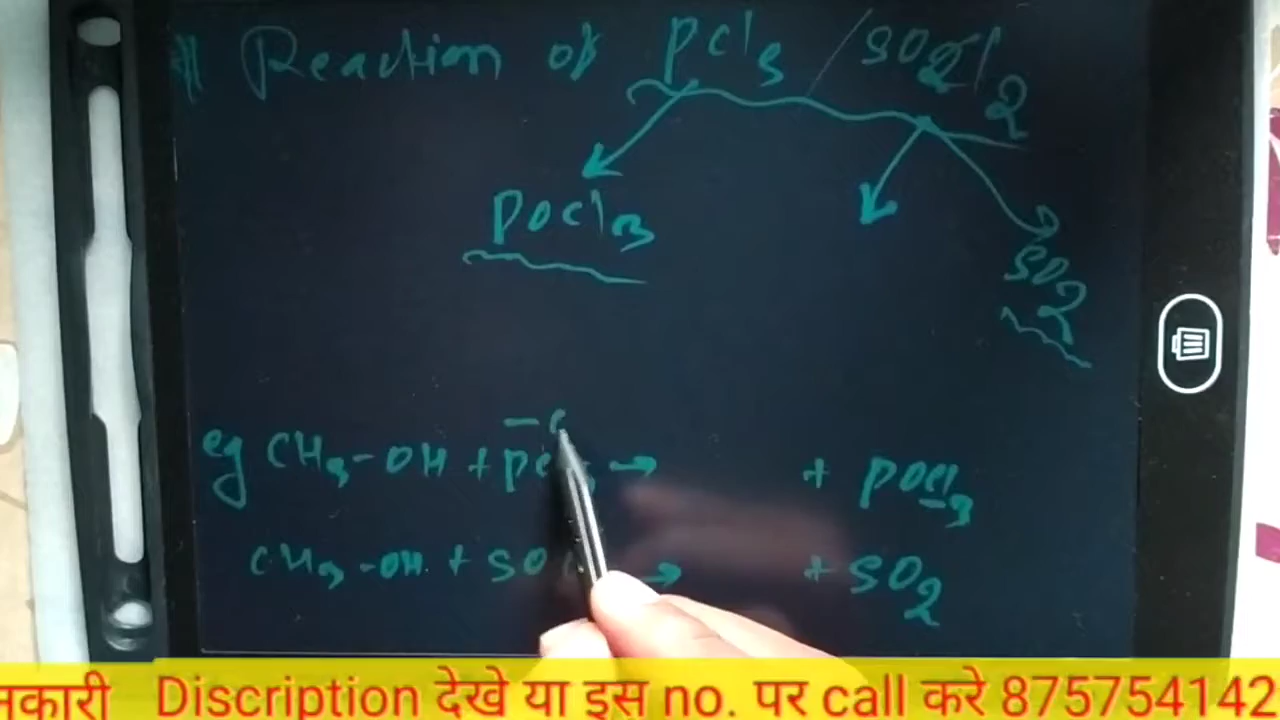 # Reaction of PCl5 / SOCl2
POCl3
SO2
eg CH3-OH + PCl5 → + POCl3
CH3-OH + SO → + SO2
नकारी Discription देखे या इस no. पर call करे 875754142